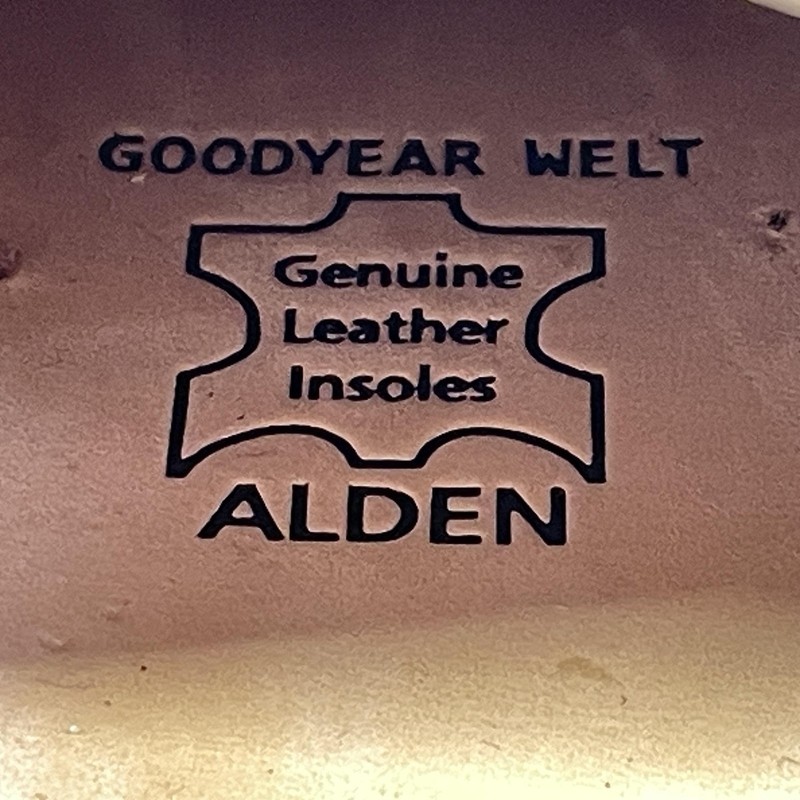 GOODYEAR WELT
Genuine
Leather
Insoles
ALDEN